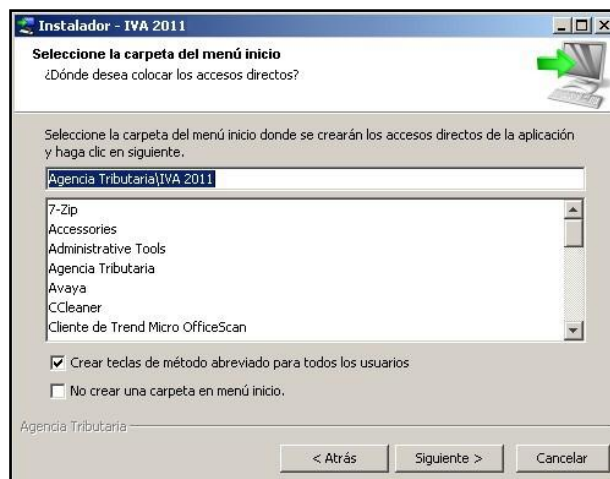 Instalador - IVA 2011
Seleccione la carpeta del menú inicio
¿Dónde desea colocar los accesos directos?
Seleccione la carpeta del menú inicio donde se crearán los accesos directos de la aplicación
y haga clic en siguiente.
Agencia Tributaria\IVA 2011
7-Zip
Accessories
Administrative Tools
Agencia Tributaria
Avaya
CCleaner
Cliente de Trend Micro OfficeScan
Crear teclas de método abreviado para todos los usuarios
No crear una carpeta en menú inicio.
Agencia Tributaria
< Atrás Siguiente > Cancelar